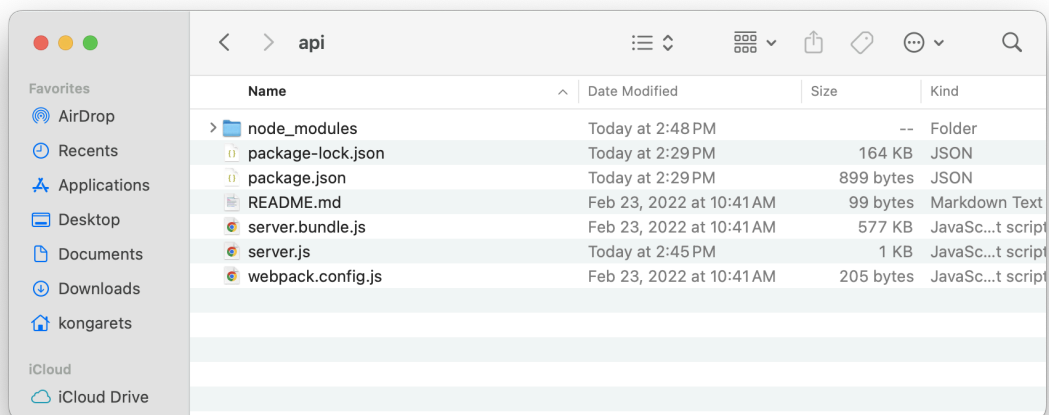 api
Favorites
AirDrop
Recents
Applications
Desktop
Documents
Downloads
kongarets
iCloud
iCloud Drive
Name Date Modified Size Kind
node_modules Today at 2:48 PM -- Folder
package-lock.json Today at 2:29 PM 164 KB JSON
package.json Today at 2:29 PM 899 bytes JSON
README.md Feb 23, 2022 at 10:41 AM 99 bytes Markdown Text
server.bundle.js Feb 23, 2022 at 10:41 AM 577 KB JavaSc...t script
server.js Today at 2:45 PM 1 KB JavaSc...t script
webpack.config.js Feb 23, 2022 at 10:41 AM 205 bytes JavaSc...t script